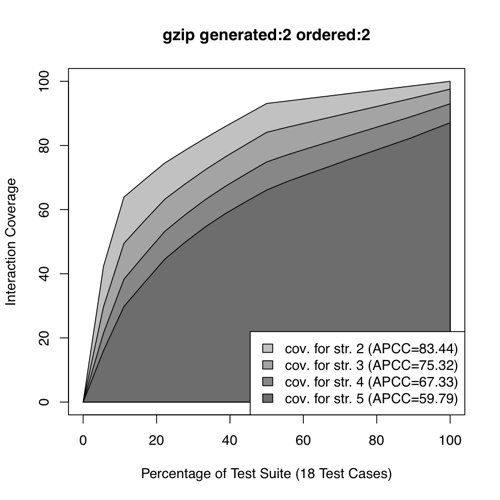 gzip generated:2 ordered:2
Interaction Coverage
100
80
60
40
20
0
cov. for str. 2 (APCC=83.44)
cov. for str. 3 (APCC=75.32)
cov. for str. 4 (APCC=67.33)
cov. for str. 5 (APCC=59.79)
0 20 40 60 80 100
Percentage of Test Suite (18 Test Cases)